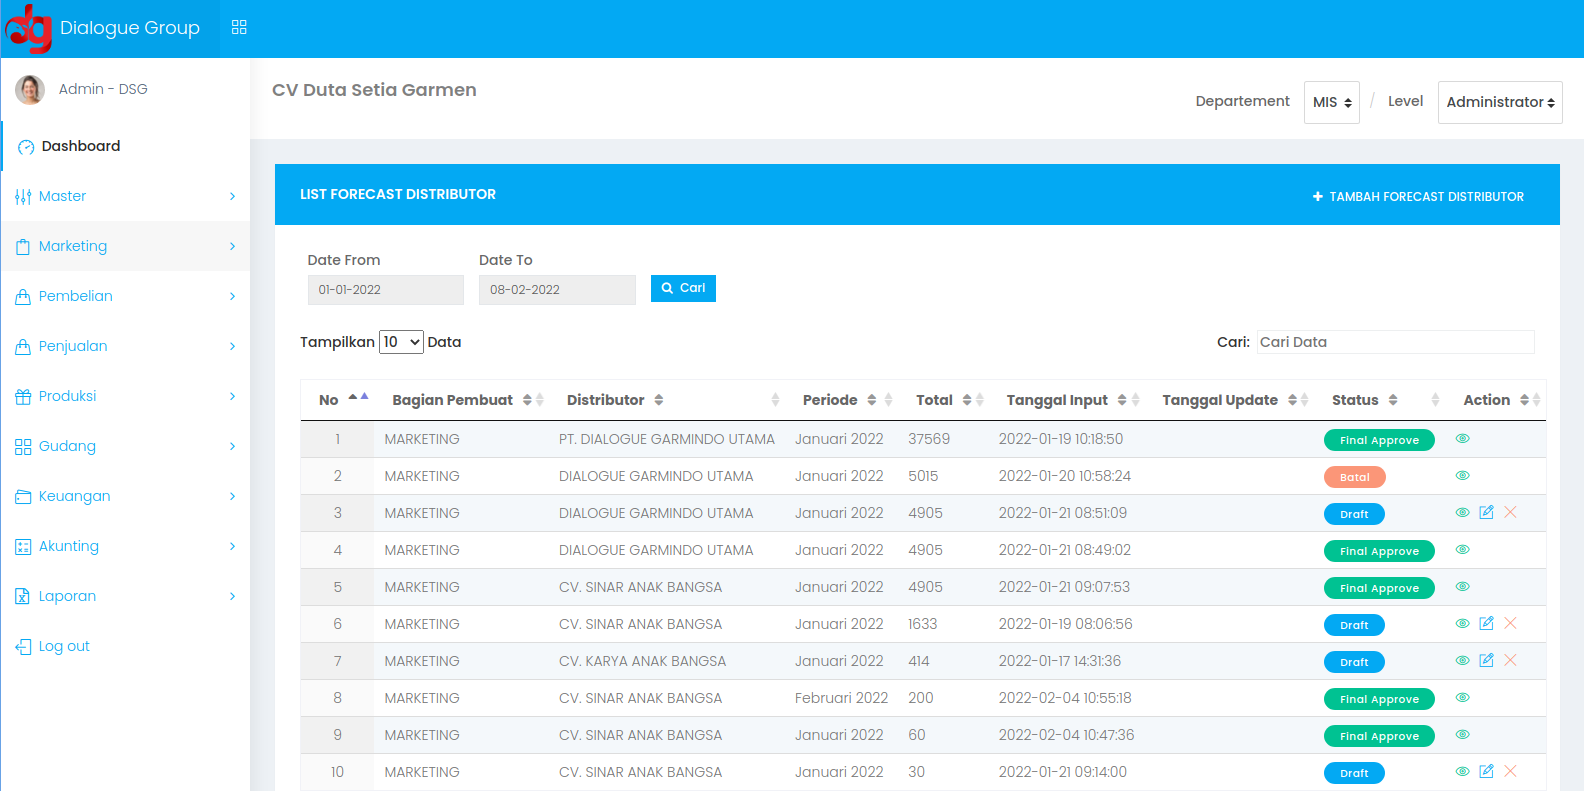 dg Dialogue Group
Admin - DSG
CV Duta Setia Garmen
Departement MIS / Level Administrator
Dashboard
Master
Marketing
Pembelian
Penjualan
Produksi
Gudang
Keuangan
Akunting
Laporan
Log out
LIST FORECAST DISTRIBUTOR
+ TAMBAH FORECAST DISTRIBUTOR
Date From Date To
01-01-2022 08-02-2022 Cari
Tampilkan 10 Data Cari: Cari Data
No Bagian Pembuat Distributor Periode Total Tanggal Input Tanggal Update Status Action
1 MARKETING PT. DIALOGUE GARMINDO UTAMA Januari 2022 37569 2022-01-19 10:18:50 Final Approve
2 MARKETING DIALOGUE GARMINDO UTAMA Januari 2022 5015 2022-01-20 10:58:24 Batal
3 MARKETING DIALOGUE GARMINDO UTAMA Januari 2022 4905 2022-01-21 08:51:09 Draft
4 MARKETING DIALOGUE GARMINDO UTAMA Januari 2022 4905 2022-01-21 08:49:02 Final Approve
5 MARKETING CV. SINAR ANAK BANGSA Januari 2022 4905 2022-01-21 09:07:53 Final Approve
6 MARKETING CV. SINAR ANAK BANGSA Januari 2022 1633 2022-01-19 08:06:56 Draft
7 MARKETING CV. KARYA ANAK BANGSA Januari 2022 414 2022-01-17 14:31:36 Draft
8 MARKETING CV. SINAR ANAK BANGSA Februari 2022 200 2022-02-04 10:55:18 Final Approve
9 MARKETING CV. SINAR ANAK BANGSA Januari 2022 60 2022-02-04 10:47:36 Final Approve
10 MARKETING CV. SINAR ANAK BANGSA Januari 2022 30 2022-01-21 09:14:00 Draft